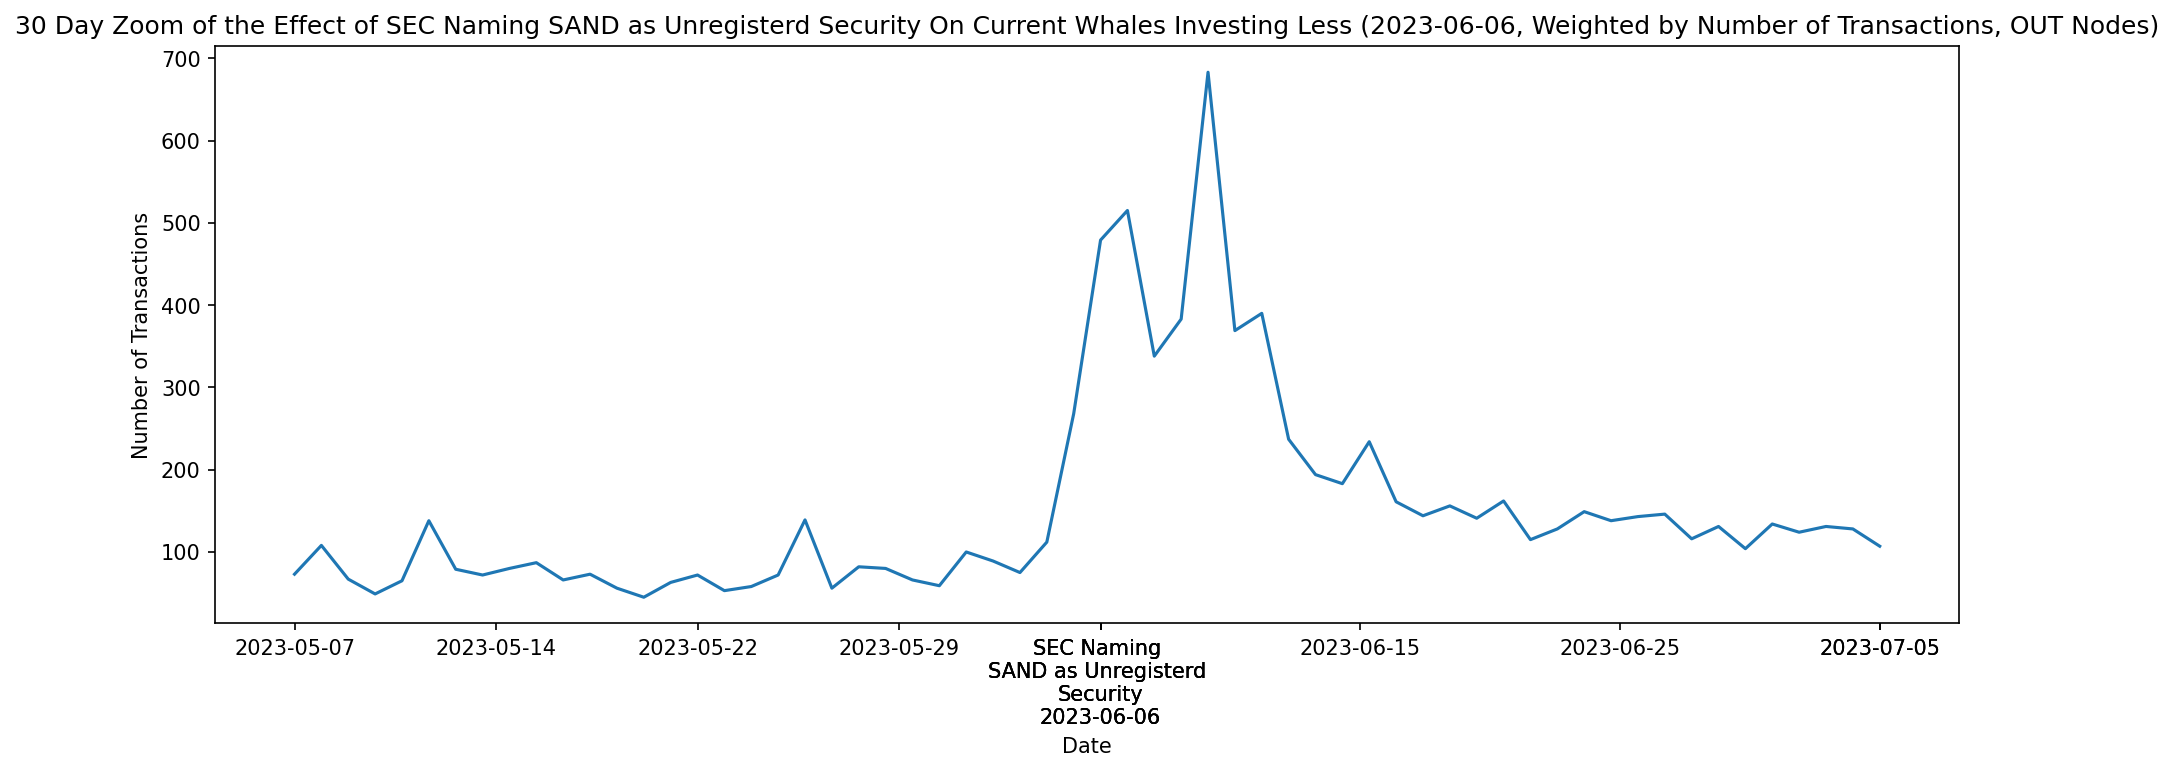 30 Day Zoom of the Effect of SEC Naming SAND as Unregisterd Security On Current Whales Investing Less (2023-06-06, Weighted by Number of Transactions, OUT Nodes)
700
600
500
400
300
200
100
Number of Transactions
2023-05-07
2023-05-14
2023-05-22
2023-05-29
SEC Naming
SAND as Unregisterd
Security
2023-06-06
2023-06-15
2023-06-25
2023-07-05
Date